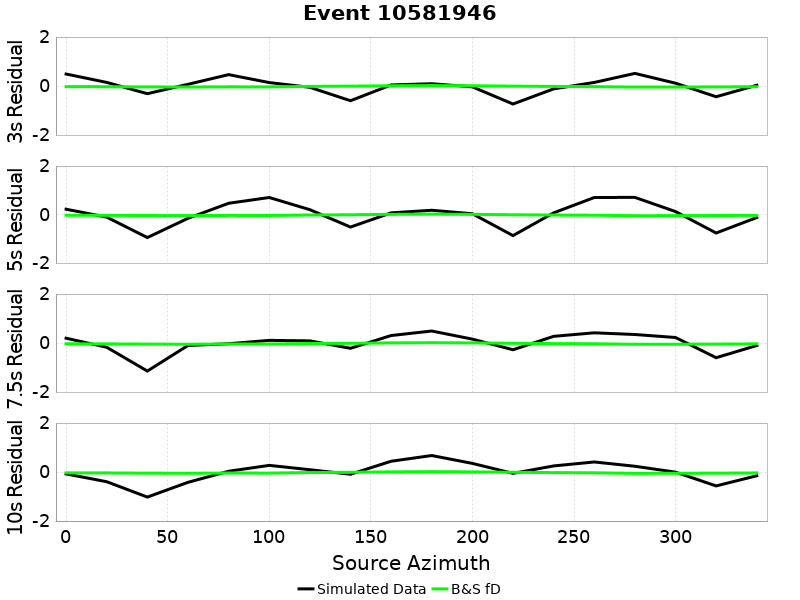 Event 10581946
3s Residual
2
0
-2
5s Residual
2
0
-2
7.5s Residual
2
0
-2
10s Residual
2
0
-2
0 50 100 150 200 250 300
Source Azimuth
Simulated Data B&S fD